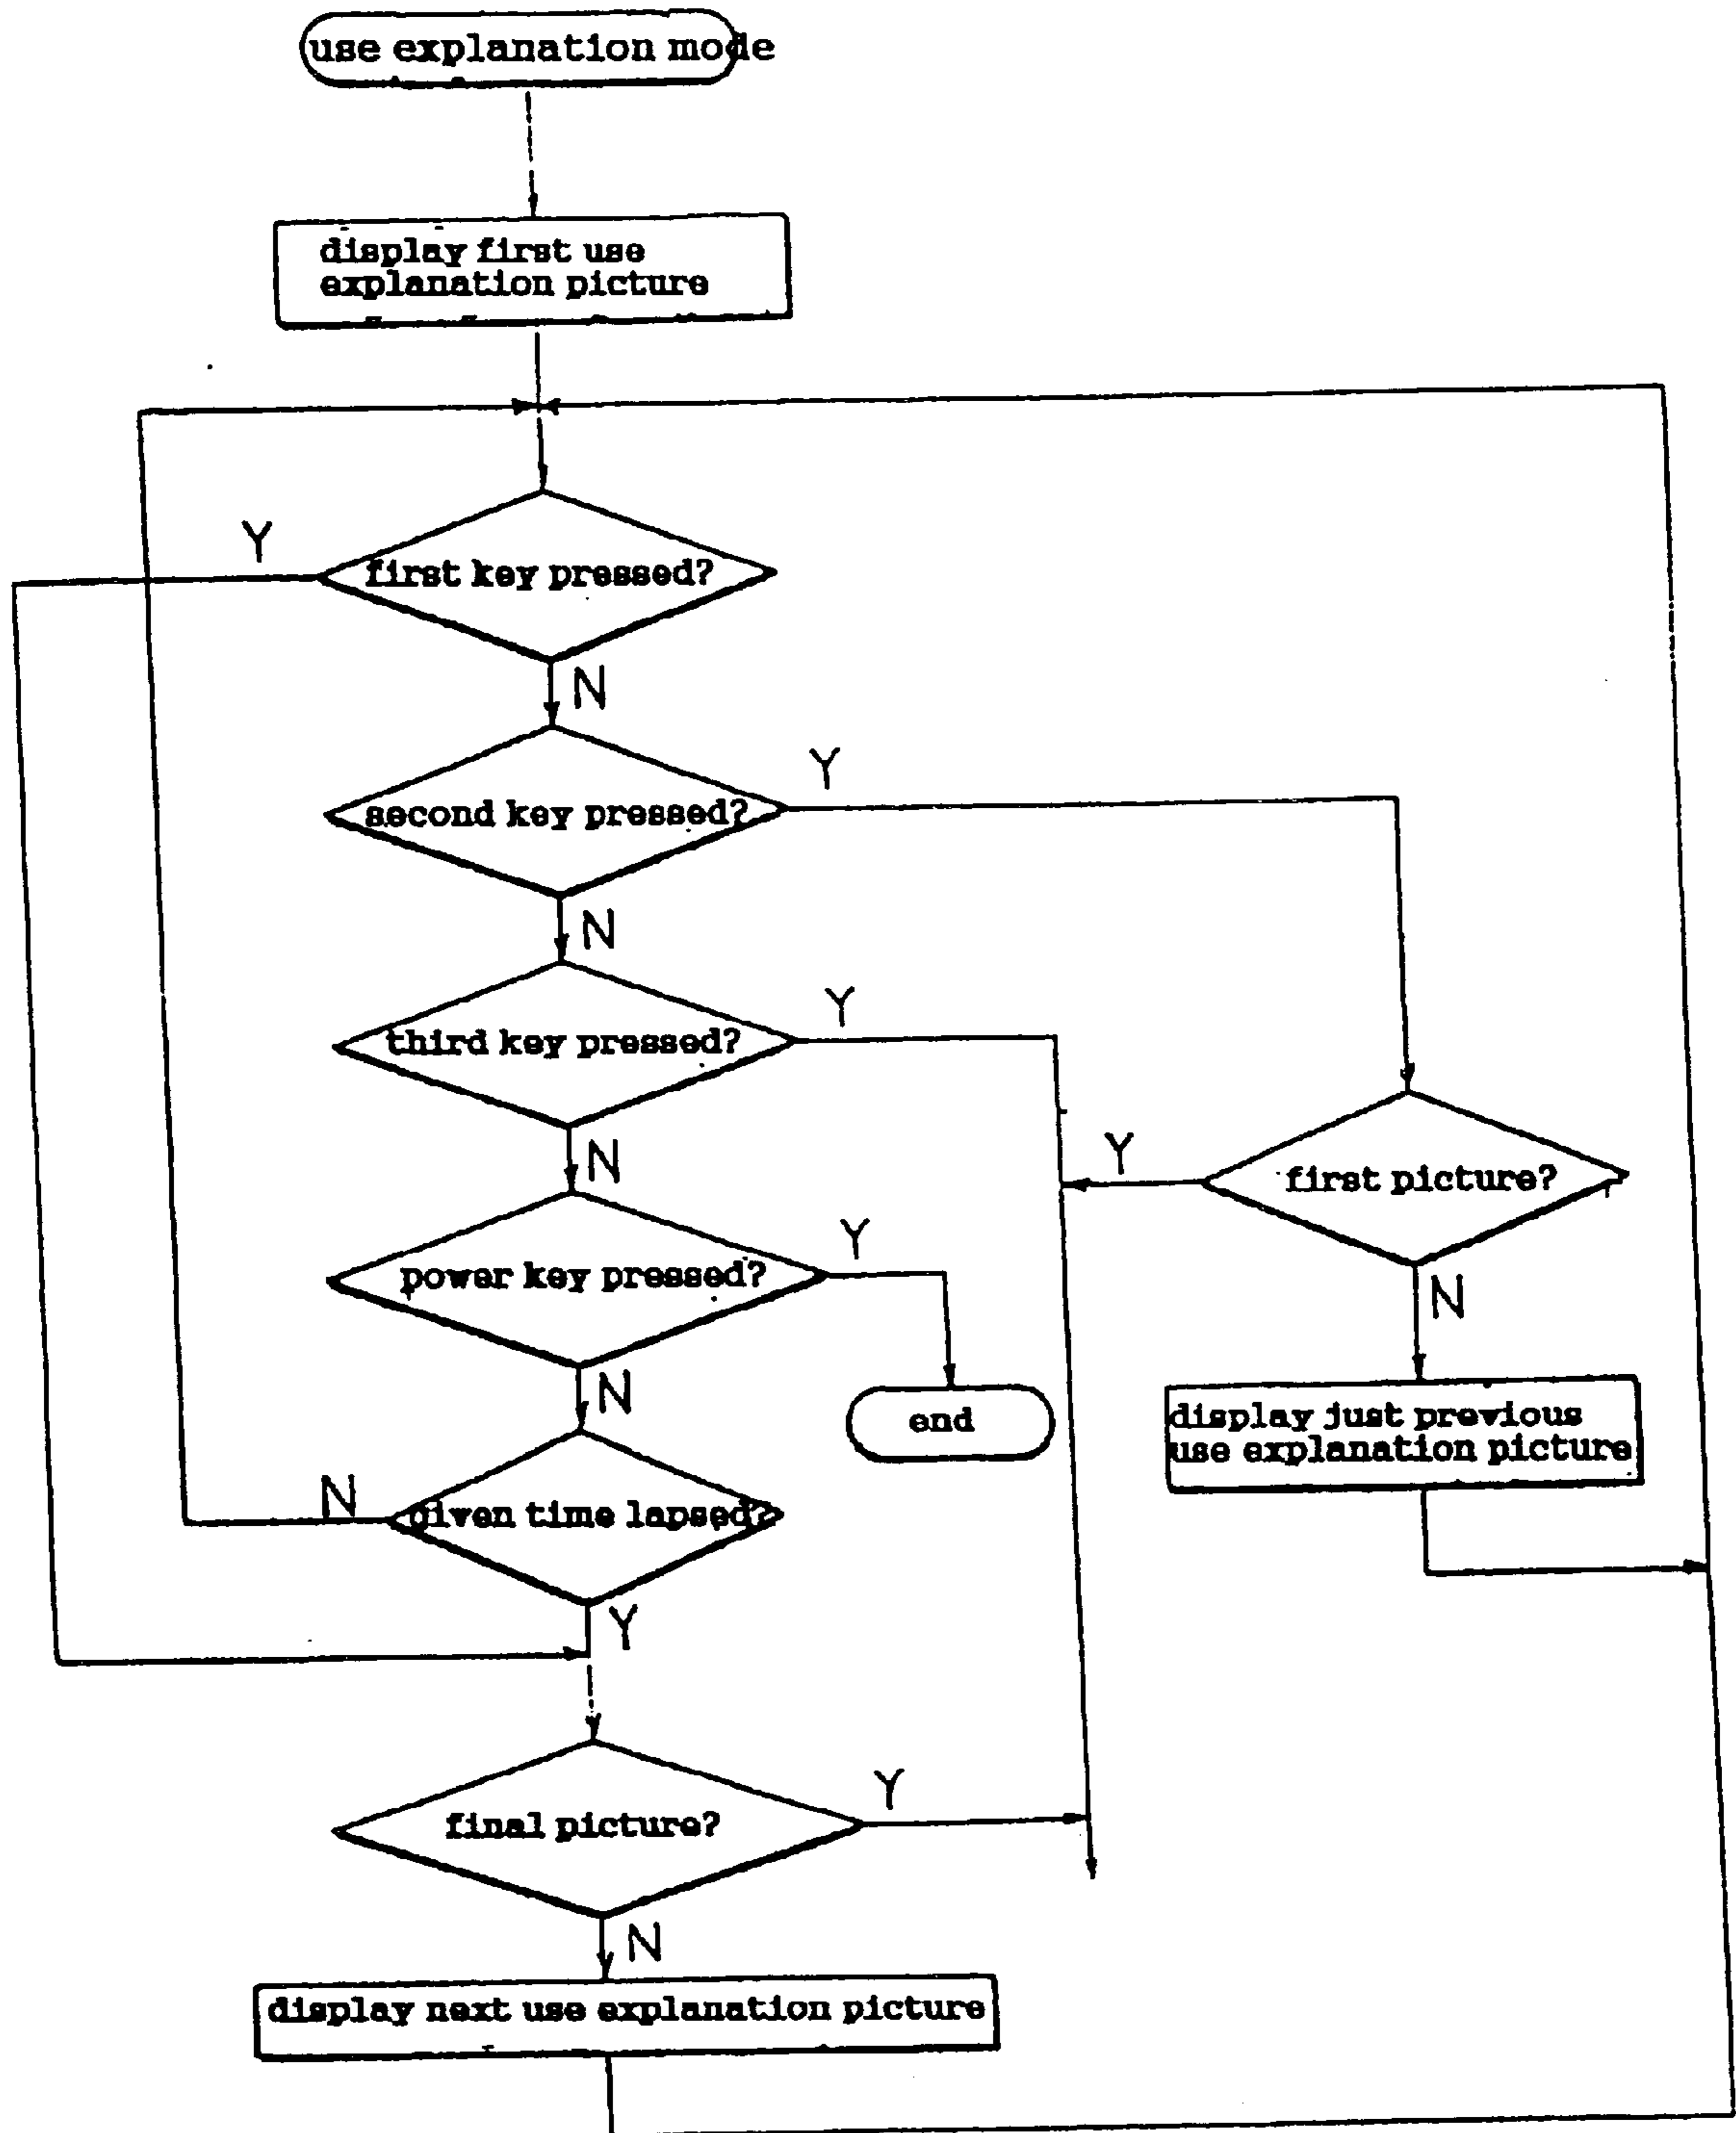 use explanation mode
display first use
explanation picture
Y
first key pressed?
N
Y
second key pressed?
N
Y
third key pressed?
N
Y
first picture?
Y
power key pressed?
N
N
end
display just previous
use explanation picture
N
given time lapsed?
Y
Y
final picture?
N
display next use explanation picture